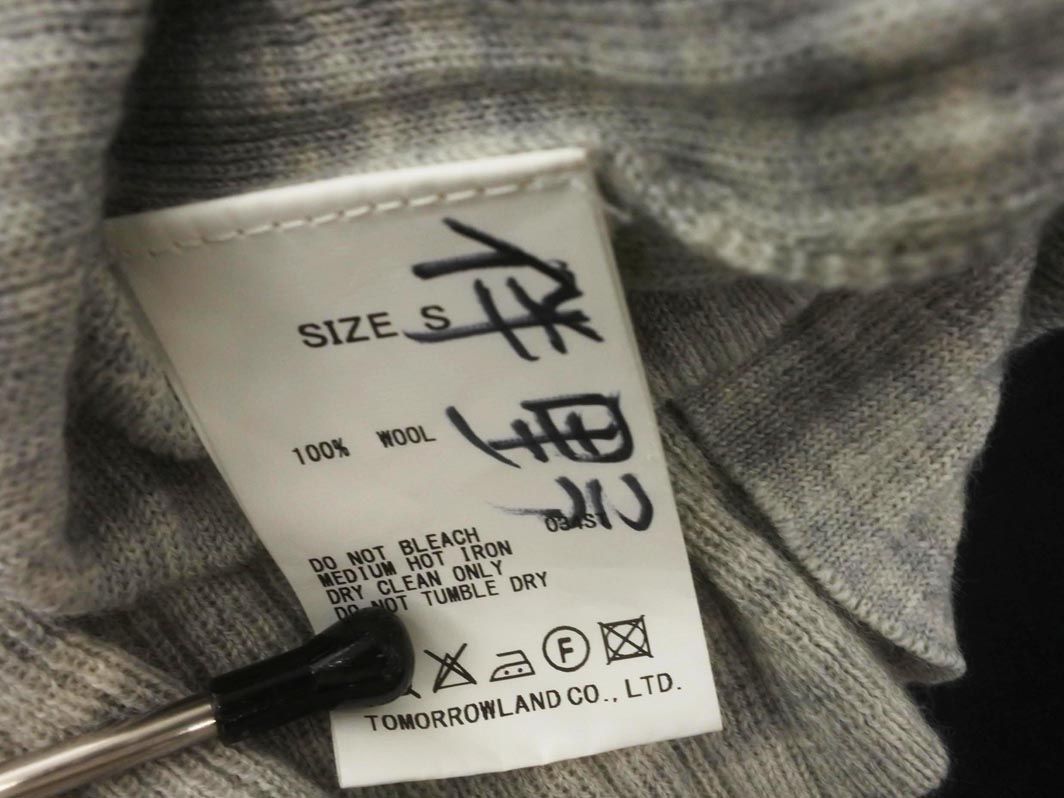 SIZE S
100% WOOL
DO NOT BLEACH
MEDIUM HOT IRON
DRY CLEAN ONLY
DO NOT TUMBLE DRY
F
TOMORROWLAND CO., LTD.